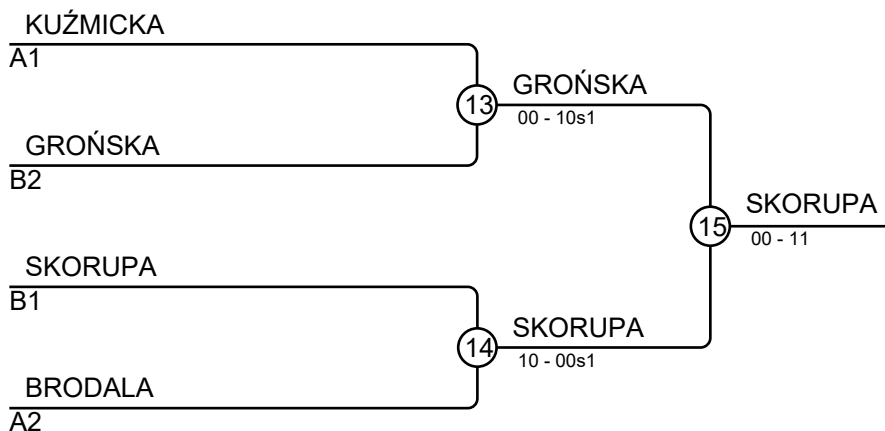 KUŹMICKA
A1
13
GROŃSKA
00 - 10s1
GROŃSKA
B2
15
SKORUPA
00 - 11
SKORUPA
B1
14
SKORUPA
10 - 00s1
BRODALA
A2